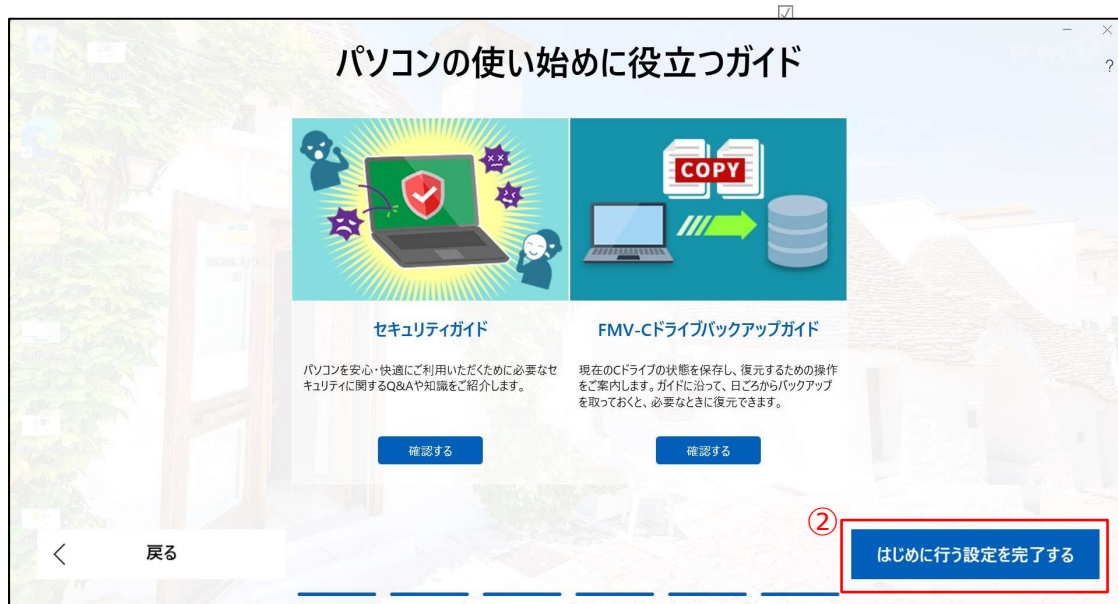 パソコンの使い始めに役立つガイド
?
COPY
セキュリティガイド
パソコンを安心・快適にご利用いただくために必要なセ
キュリティに関するQ&Aや知識をご紹介します。
確認する
FMV-Cドライブバックアップガイド
現在のCドライブの状態を保存し、復元するための操作
をご案内します。ガイドに沿って、日ごろからバックアップ
を取っておくと、必要なときに復元できます。
確認する
戻る
②
はじめに行う設定を完了する